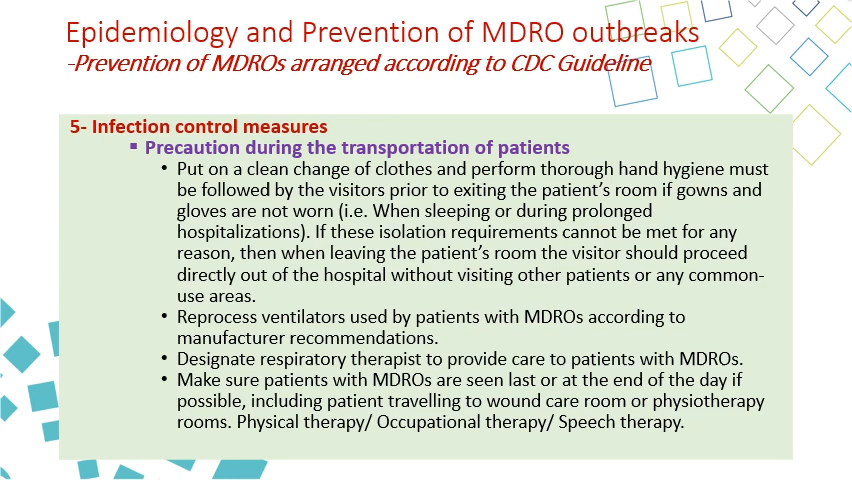 Epidemiology and Prevention of MDRO outbreaks
-Prevention of MDROs arranged according to CDC Guideline
5- Infection control measures
▪ Precaution during the transportation of patients
• Put on a clean change of clothes and perform thorough hand hygiene must
be followed by the visitors prior to exiting the patient's room if gowns and
gloves are not worn (i.e. When sleeping or during prolonged
hospitalizations). If these isolation requirements cannot be met for any
reason, then when leaving the patient's room the visitor should proceed
directly out of the hospital without visiting other patients or any common-
use areas.
• Reprocess ventilators used by patients with MDROs according to
manufacturer recommendations.
• Designate respiratory therapist to provide care to patients with MDROs.
• Make sure patients with MDROs are seen last or at the end of the day if
possible, including patient travelling to wound care room or physiotherapy
rooms. Physical therapy/ Occupational therapy/ Speech therapy.